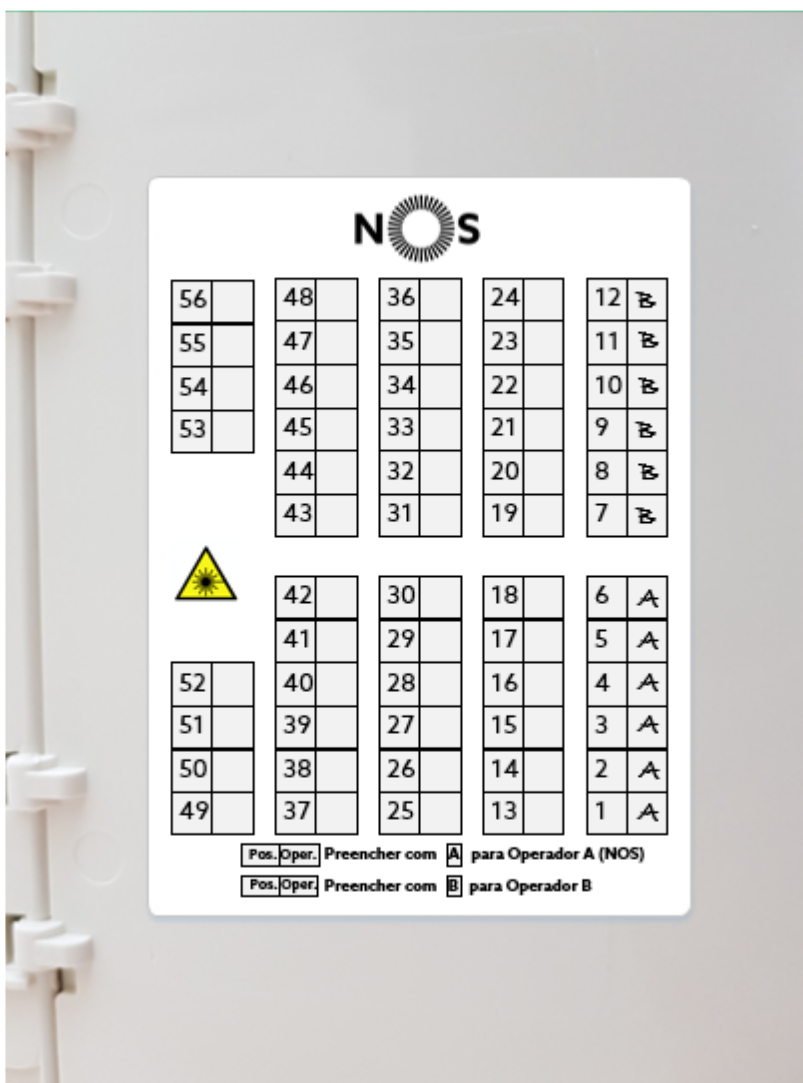 NOS
56 48 36 24 12 B
55 47 35 23 11 B
54 46 34 22 10 B
53 45 33 21 9 B
44 32 20 8 B
43 31 19 7 B
42 30 18 6 A
41 29 17 5 A
52 40 28 16 4 A
51 39 27 15 3 A
50 38 26 14 2 A
49 37 25 13 1 A
Pos. Oper. Preencher com A para Operador A (NOS)
Pos. Oper. Preencher com B para Operador B